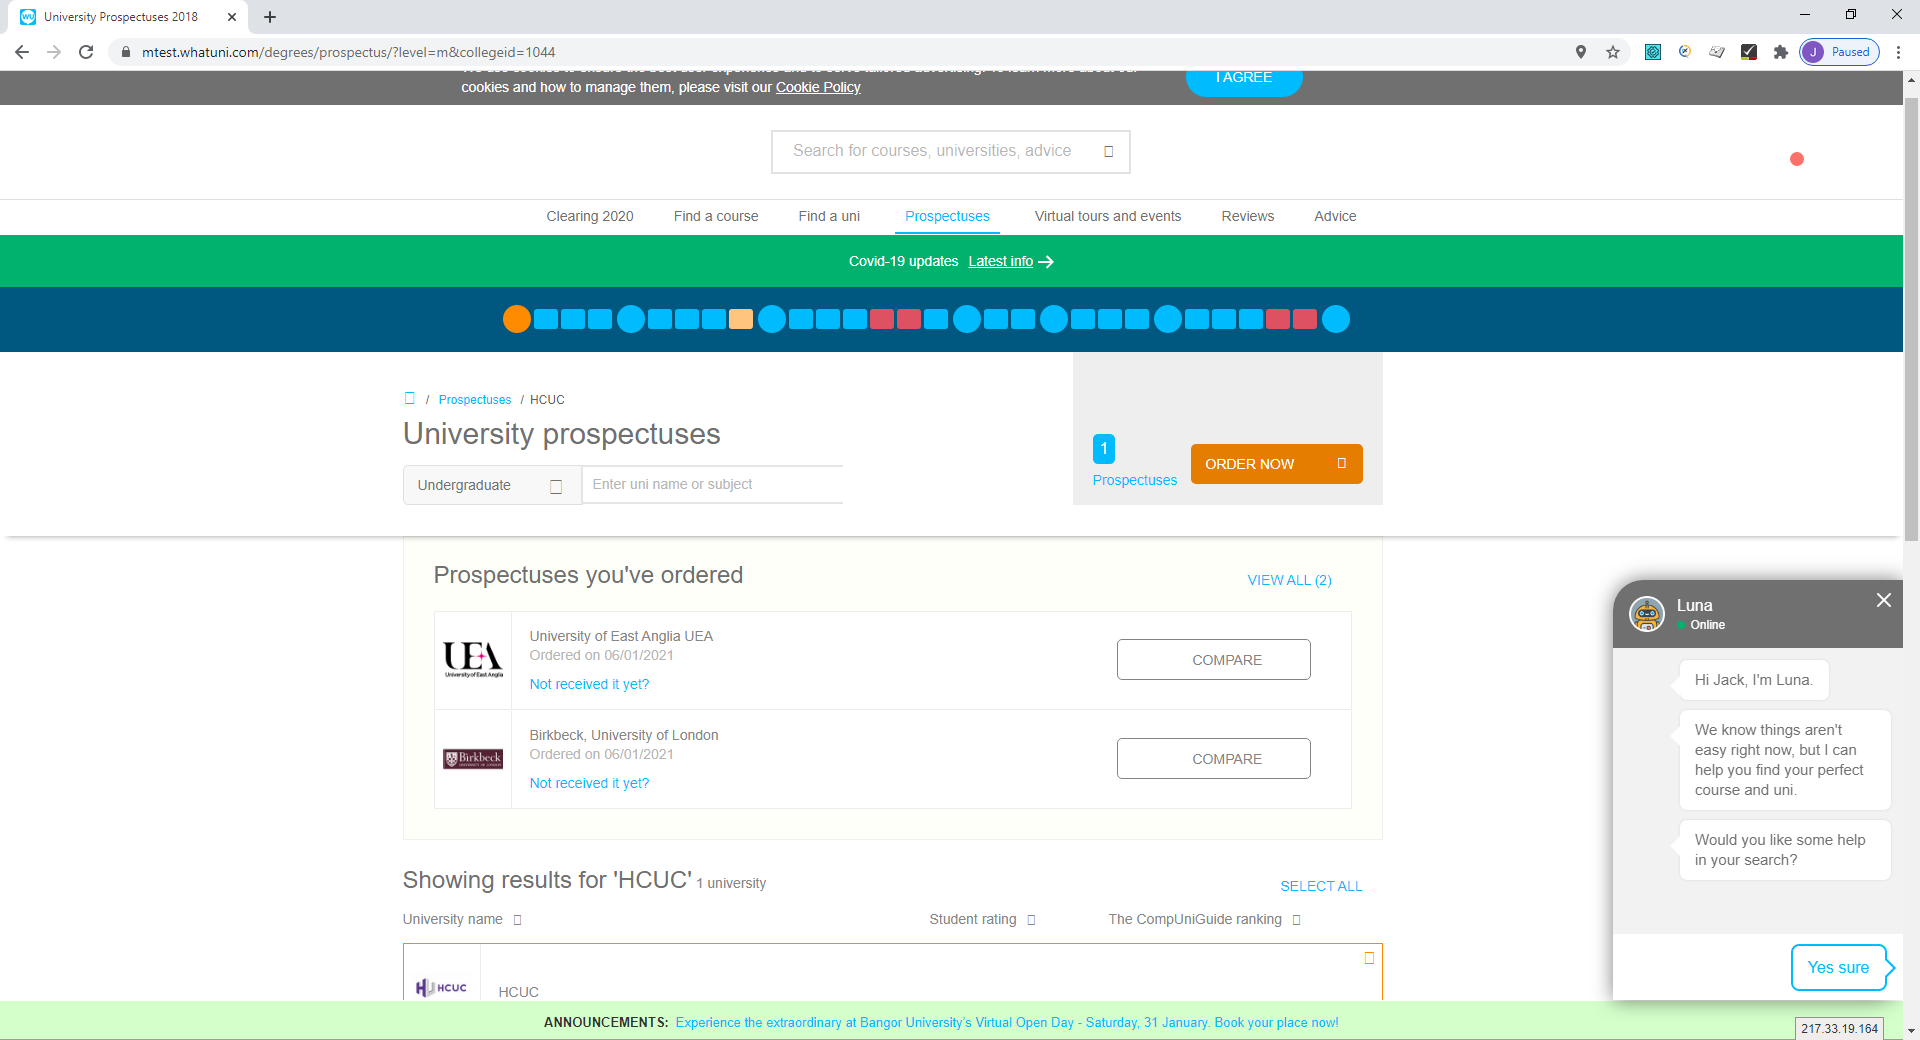 University Prospectuses 2018
mtest.whatuni.com/degrees/prospectus/?level=m&collegeid=1044
J Paused
cookies and how to manage them, please visit our Cookie Policy
I AGREE
Search for courses, universities, advice
Clearing 2020 Find a course Find a uni Prospectuses Virtual tours and events Reviews Advice
Covid-19 updates Latest info
/ Prospectuses / HCUC
University prospectuses
Undergraduate Enter uni name or subject
1
Prospectuses
ORDER NOW
Prospectuses you've ordered
VIEW ALL (2)
UEA
University of East Anglia
University of East Anglia UEA
Ordered on 06/01/2021
Not received it yet?
COMPARE
Birkbeck
Birkbeck, University of London
Ordered on 06/01/2021
Not received it yet?
COMPARE
Showing results for 'HCUC' 1 university
SELECT ALL
University name Student rating The CompUniGuide ranking
HCUC
HCUC
Luna
Online
Hi Jack, I'm Luna.
We know things aren't
easy right now, but I can
help you find your perfect
course and uni.
Would you like some help
in your search?
Yes sure
ANNOUNCEMENTS: Experience the extraordinary at Bangor University's Virtual Open Day - Saturday, 31 January. Book your place now!
217.33.19.164